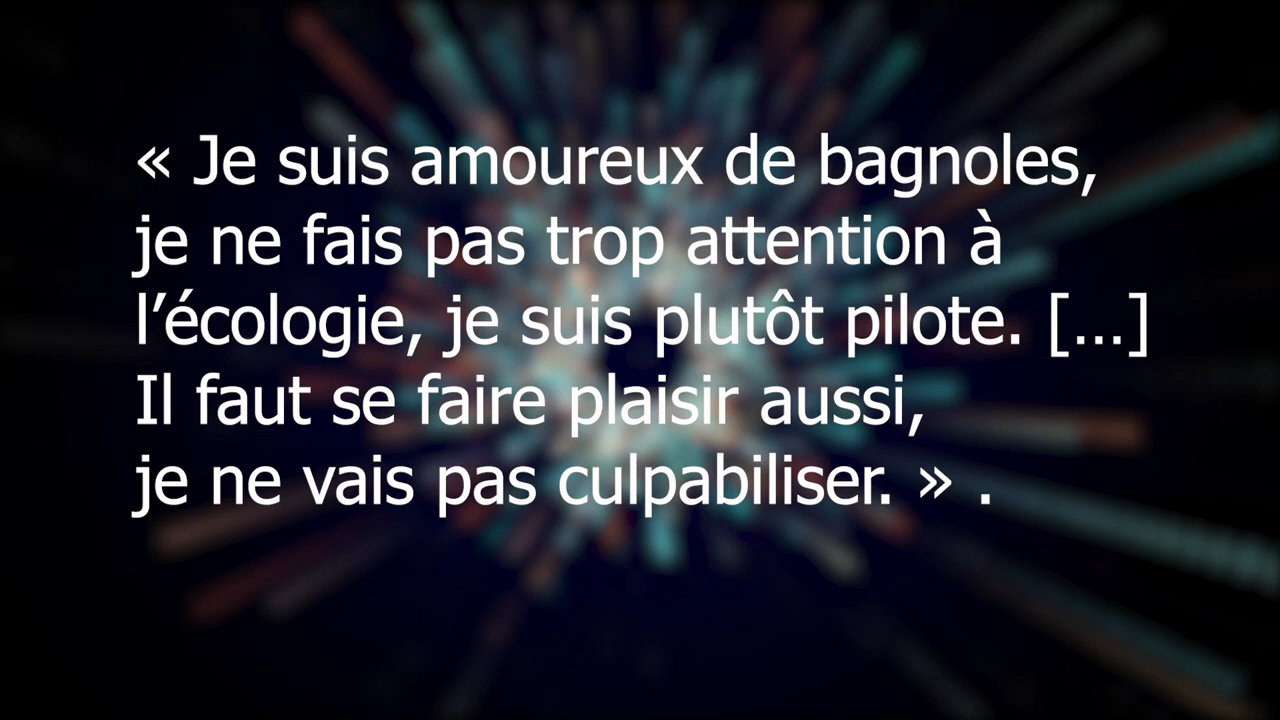 « Je suis amoureux de bagnoles,
je ne fais pas trop attention à
l’écologie, je suis plutôt pilote. […]
Il faut se faire plaisir aussi,
je ne vais pas culpabiliser. » .